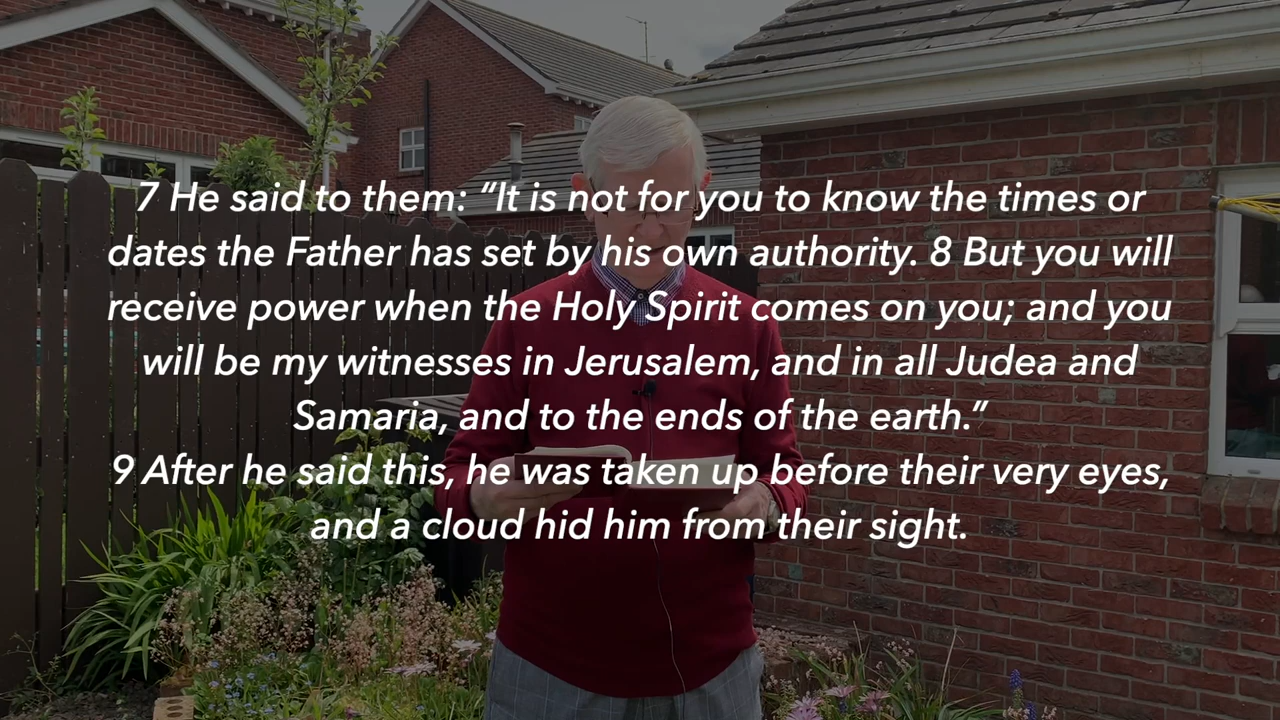 7 He said to them: “It is not for you to know the times or
dates the Father has set by his own authority. 8 But you will
receive power when the Holy Spirit comes on you; and you
will be my witnesses in Jerusalem, and in all Judea and
Samaria, and to the ends of the earth.”
9 After he said this, he was taken up before their very eyes,
and a cloud hid him from their sight.